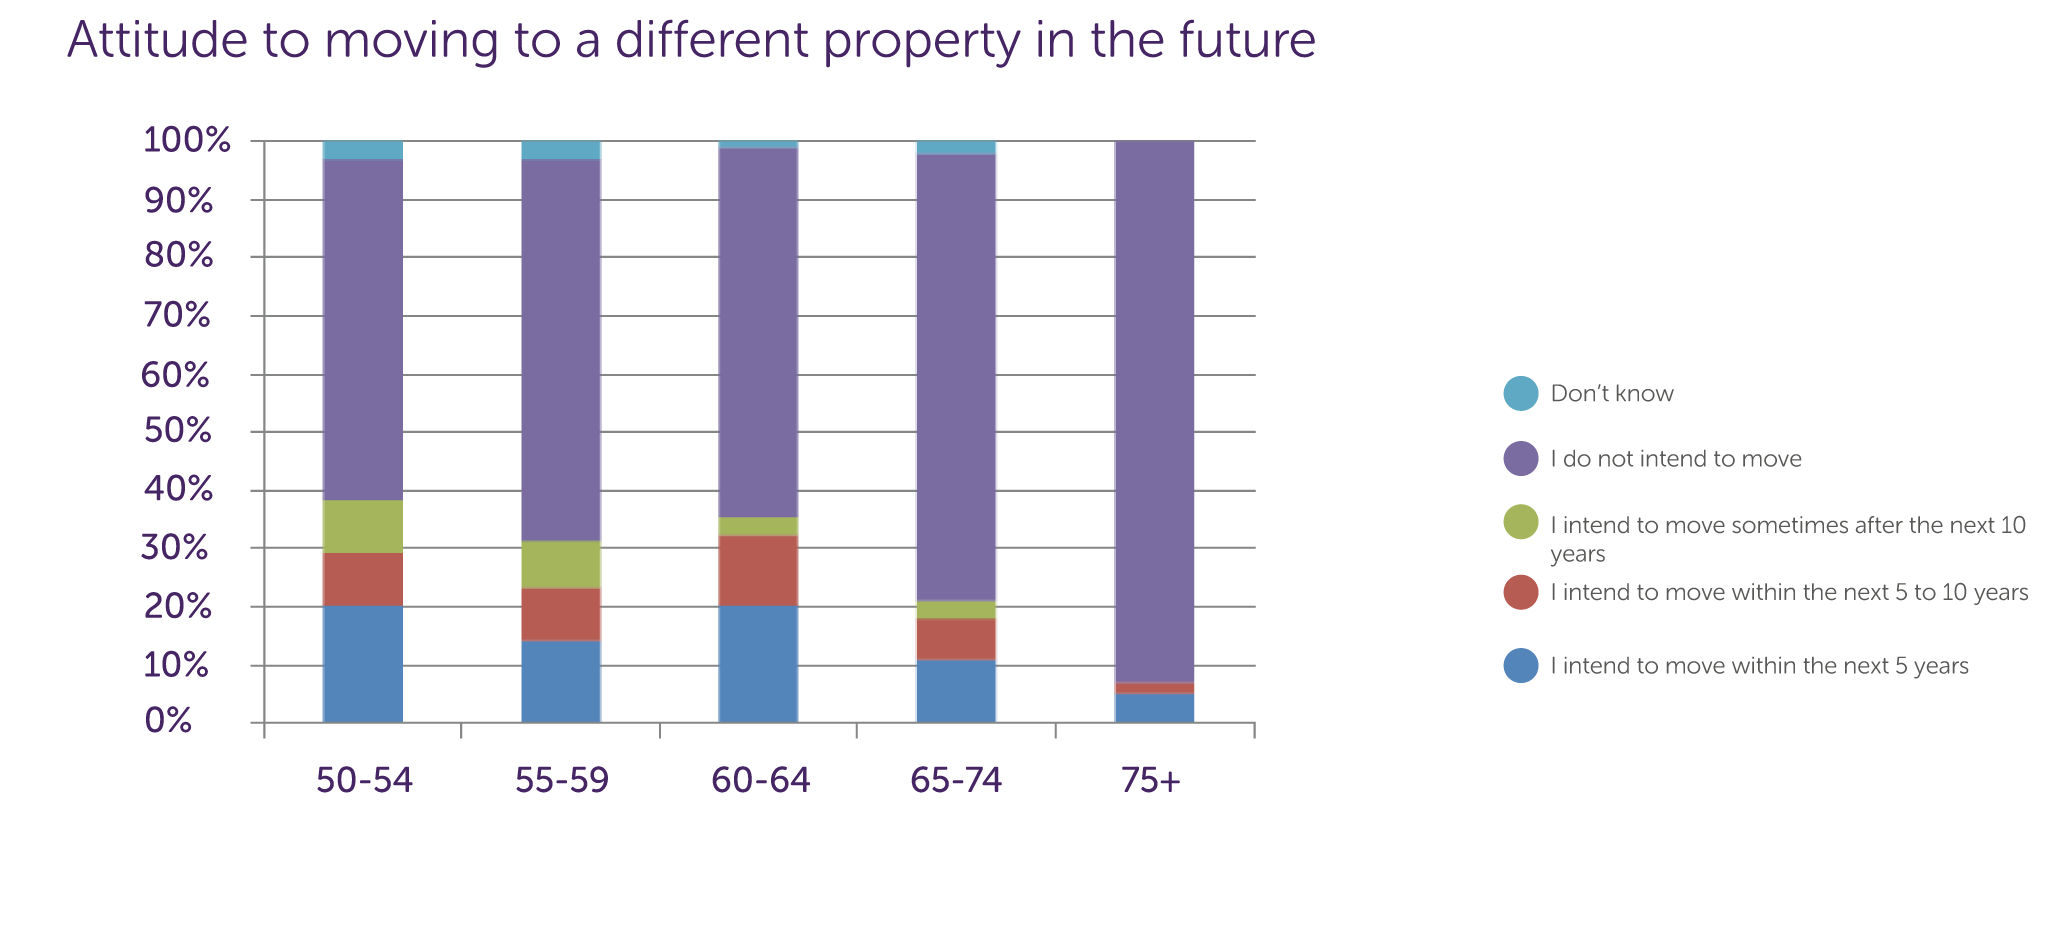 Attitude to moving to a different property in the future
100%
90%
80%
70%
60%
50%
40%
30%
20%
10%
0%
50-54
55-59
60-64
65-74
75+
Don’t know
I do not intend to move
I intend to move sometimes after the next 10
years
I intend to move within the next 5 to 10 years
I intend to move within the next 5 years